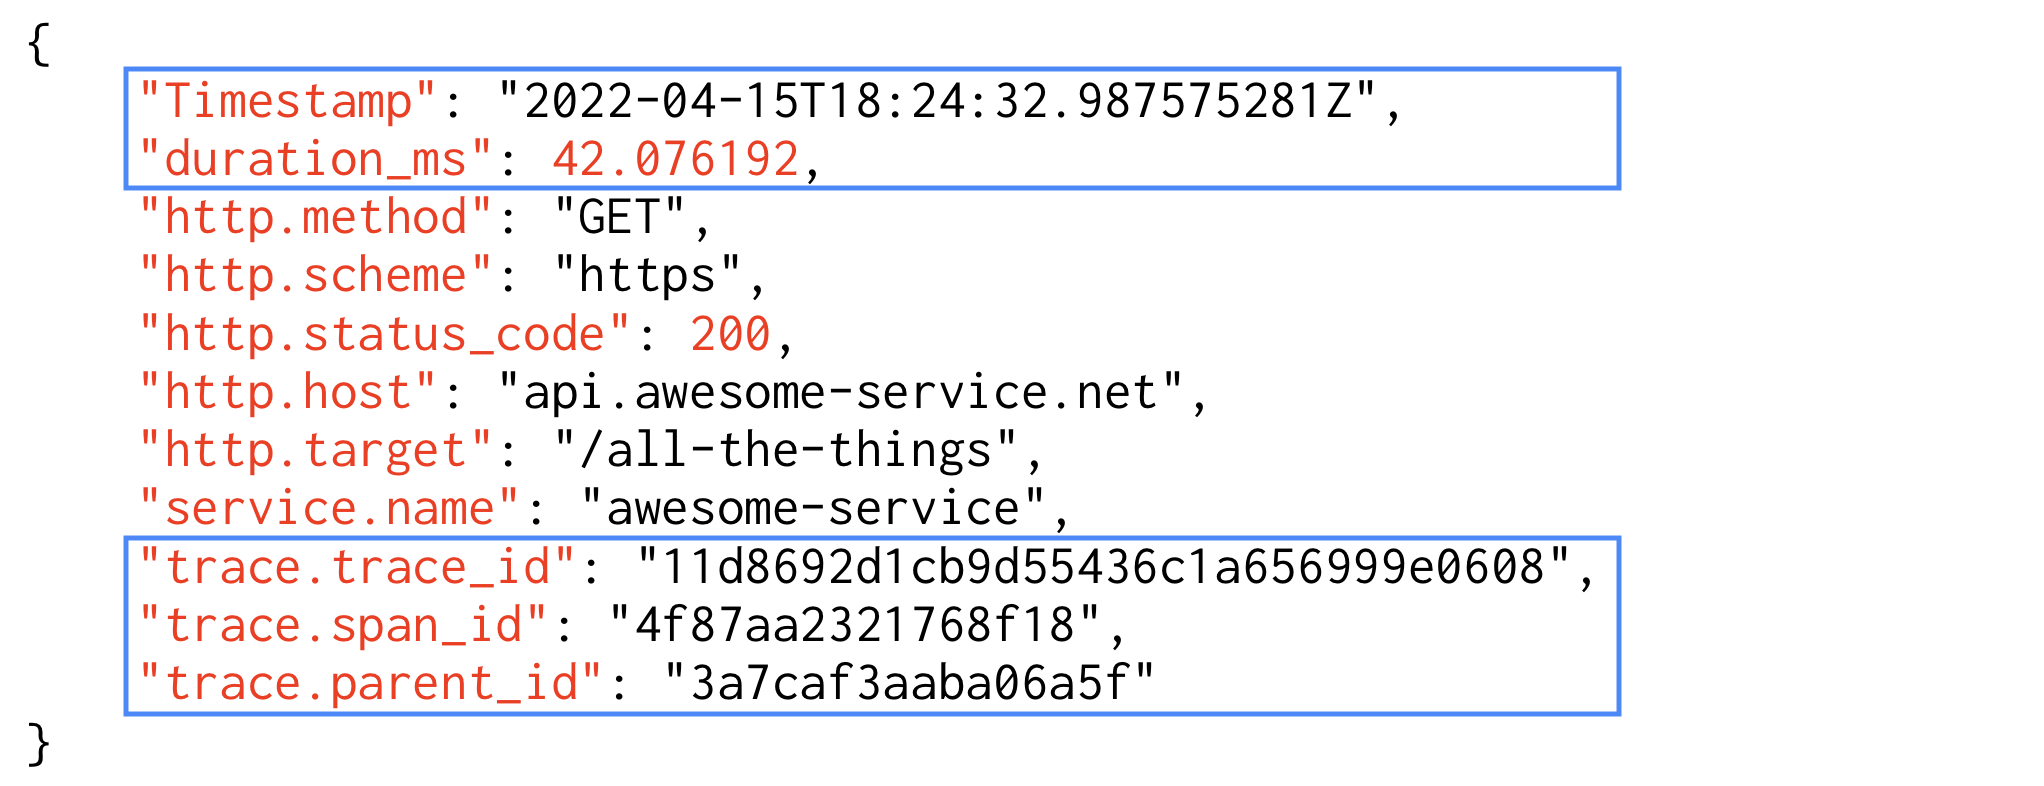 {
"Timestamp": "2022-04-15T18:24:32.987575281Z",
"duration_ms": 42.076192,
"http.method": "GET",
"http.scheme": "https",
"http.status_code": 200,
"http.host": "api.awesome-service.net",
"http.target": "/all-the-things",
"service.name": "awesome-service",
"trace.trace_id": "11d8692d1cb9d55436c1a656999e0608",
"trace.span_id": "4f87aa2321768f18",
"trace.parent_id": "3a7caf3aaba06a5f"
}